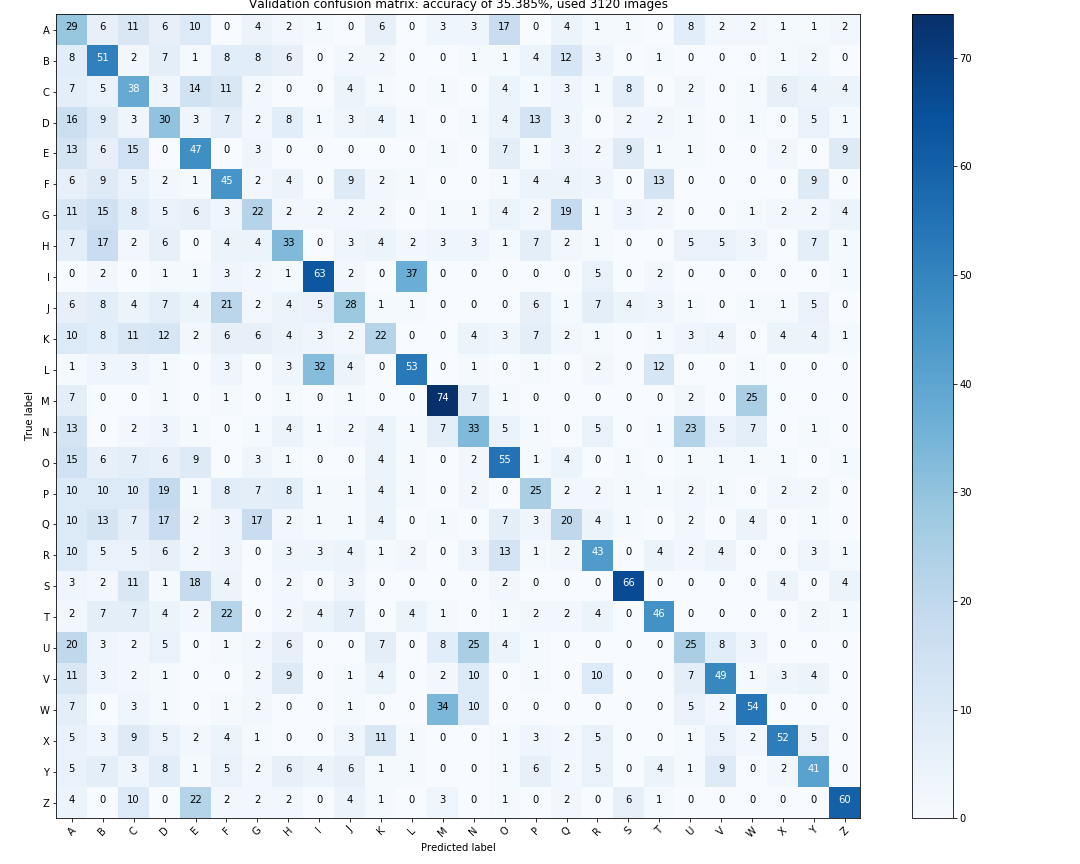 Validation confusion matrix: accuracy of 35.385%, used 3120 images
A 29 6 11 6 10 0 4 2 1 0 6 0 3 3 17 0 4 1 1 0 8 2 2 1 1 2
B 8 51 2 7 1 8 8 6 0 2 2 0 0 1 1 4 12 3 0 1 0 0 0 1 2 0
C 7 5 38 3 14 11 2 0 0 4 1 0 1 0 4 1 3 1 8 0 2 0 1 6 4 4
D 16 9 3 30 3 7 2 8 1 3 4 1 0 1 4 13 3 0 2 2 1 0 1 0 5 1
E 13 6 15 0 47 0 3 0 0 0 0 0 0 0 7 1 3 2 9 1 1 0 0 2 0 9
F 6 9 5 2 1 45 2 4 0 9 2 1 0 0 1 4 4 3 0 13 0 0 0 0 9 0
G 11 15 8 5 6 3 22 2 2 2 2 0 1 1 4 2 19 1 3 2 0 0 1 2 2 4
H 7 17 2 6 0 4 4 33 0 3 4 2 3 3 1 7 2 1 0 0 5 5 3 0 7 1
I 0 2 0 1 1 3 2 1 63 2 0 37 0 0 0 0 0 5 0 2 0 0 0 0 0 1
J 6 8 4 7 4 21 2 4 5 28 1 1 0 0 0 6 1 7 4 3 1 0 1 1 5 0
K 10 8 11 12 2 6 6 4 3 2 22 0 0 4 3 7 2 1 0 1 3 4 0 4 4 1
L 1 3 3 1 0 3 0 3 32 4 0 53 0 1 0 1 0 2 0 12 0 0 1 0 0 0
M 7 0 0 1 0 1 0 1 0 1 0 0 74 7 1 0 0 0 0 0 2 0 25 0 0 0
N 13 0 2 3 1 0 1 4 1 2 4 1 7 33 5 1 0 5 0 1 23 5 7 0 1 0
O 15 6 7 6 9 0 3 1 0 0 4 1 0 2 55 1 4 0 1 0 1 1 1 1 0 1
P 10 10 10 19 1 8 7 8 1 1 4 1 0 2 0 25 2 2 1 1 2 1 0 2 2 0
Q 10 13 7 17 2 3 17 2 1 1 4 0 1 0 7 3 20 4 1 0 2 0 4 0 1 0
R 10 5 5 6 2 3 0 3 3 4 1 2 0 3 13 1 2 43 0 4 2 4 0 0 3 1
S 3 2 11 1 18 4 0 2 0 3 0 0 0 0 2 0 0 0 66 0 0 0 0 4 0 4
T 2 7 7 4 2 22 0 2 4 7 0 4 1 0 1 2 2 4 0 46 0 0 0 0 2 1
U 20 3 2 5 0 1 2 6 0 0 7 0 8 25 4 1 0 0 0 0 25 8 3 0 0 0
V 11 3 2 1 0 0 2 9 0 1 4 0 2 10 0 1 0 10 0 0 7 49 1 3 4 0
W 7 0 3 1 0 1 2 0 0 1 0 0 34 10 0 0 0 0 0 0 5 2 54 0 0 0
X 5 3 9 5 2 4 1 0 0 3 11 1 0 0 1 3 2 5 0 0 1 5 2 52 5 0
Y 5 7 3 8 1 5 2 6 4 6 1 1 0 0 1 6 2 5 0 4 1 9 0 2 41 0
Z 4 0 10 0 22 2 2 2 0 4 1 0 3 0 1 0 2 0 6 1 0 0 0 0 0 60
A B C D E F G H I J K L M N O P Q R S T U V W X Y Z
Predicted label
True label
70
60
50
40
30
20
10
0